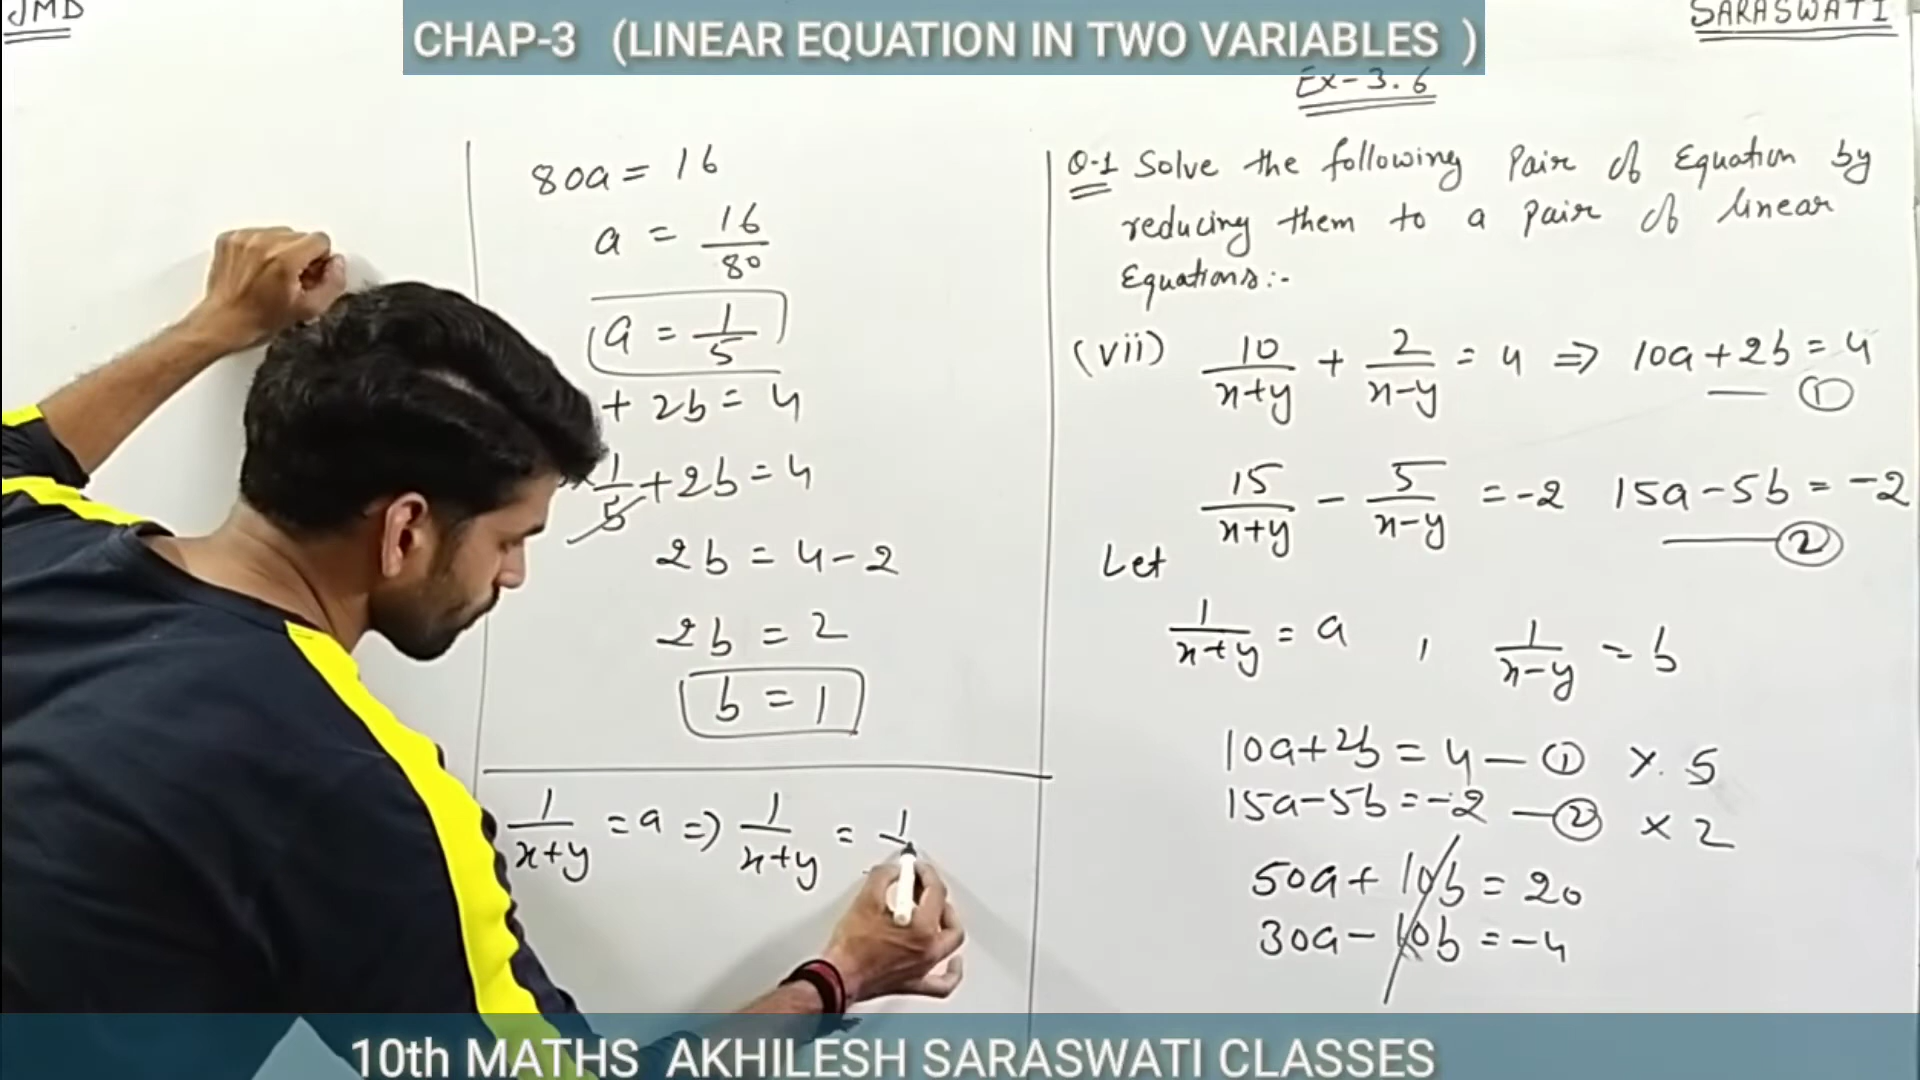 JMD
CHAP-3 (LINEAR EQUATION IN TWO VARIABLES )
SARASWATI
Ex-3.6
Q-1 Solve the following Pair of Equation by
reducing them to a pair of linear
Equations:-
(vii) 10/(x+y) + 2/(x-y) = 4 ⇒ 10a+2b=4
— ①
15/(x+y) - 5/(x-y) = -2 15a-5b=-2
— ②
Let
1/(x+y) = a , 1/(x-y) = b
10a+2b=4 — ① × 5
15a-5b=-2 — ② × 2
50a+10b=20
30a-10b=-4
80a=16
a = 16/80
a = 1/5
+ 2b=4
× 1/5 + 2b=4
2b=4-2
2b=2
b=1
1/(x+y) = a ⇒ 1/(x+y) = 1
10th MATHS AKHILESH SARASWATI CLASSES